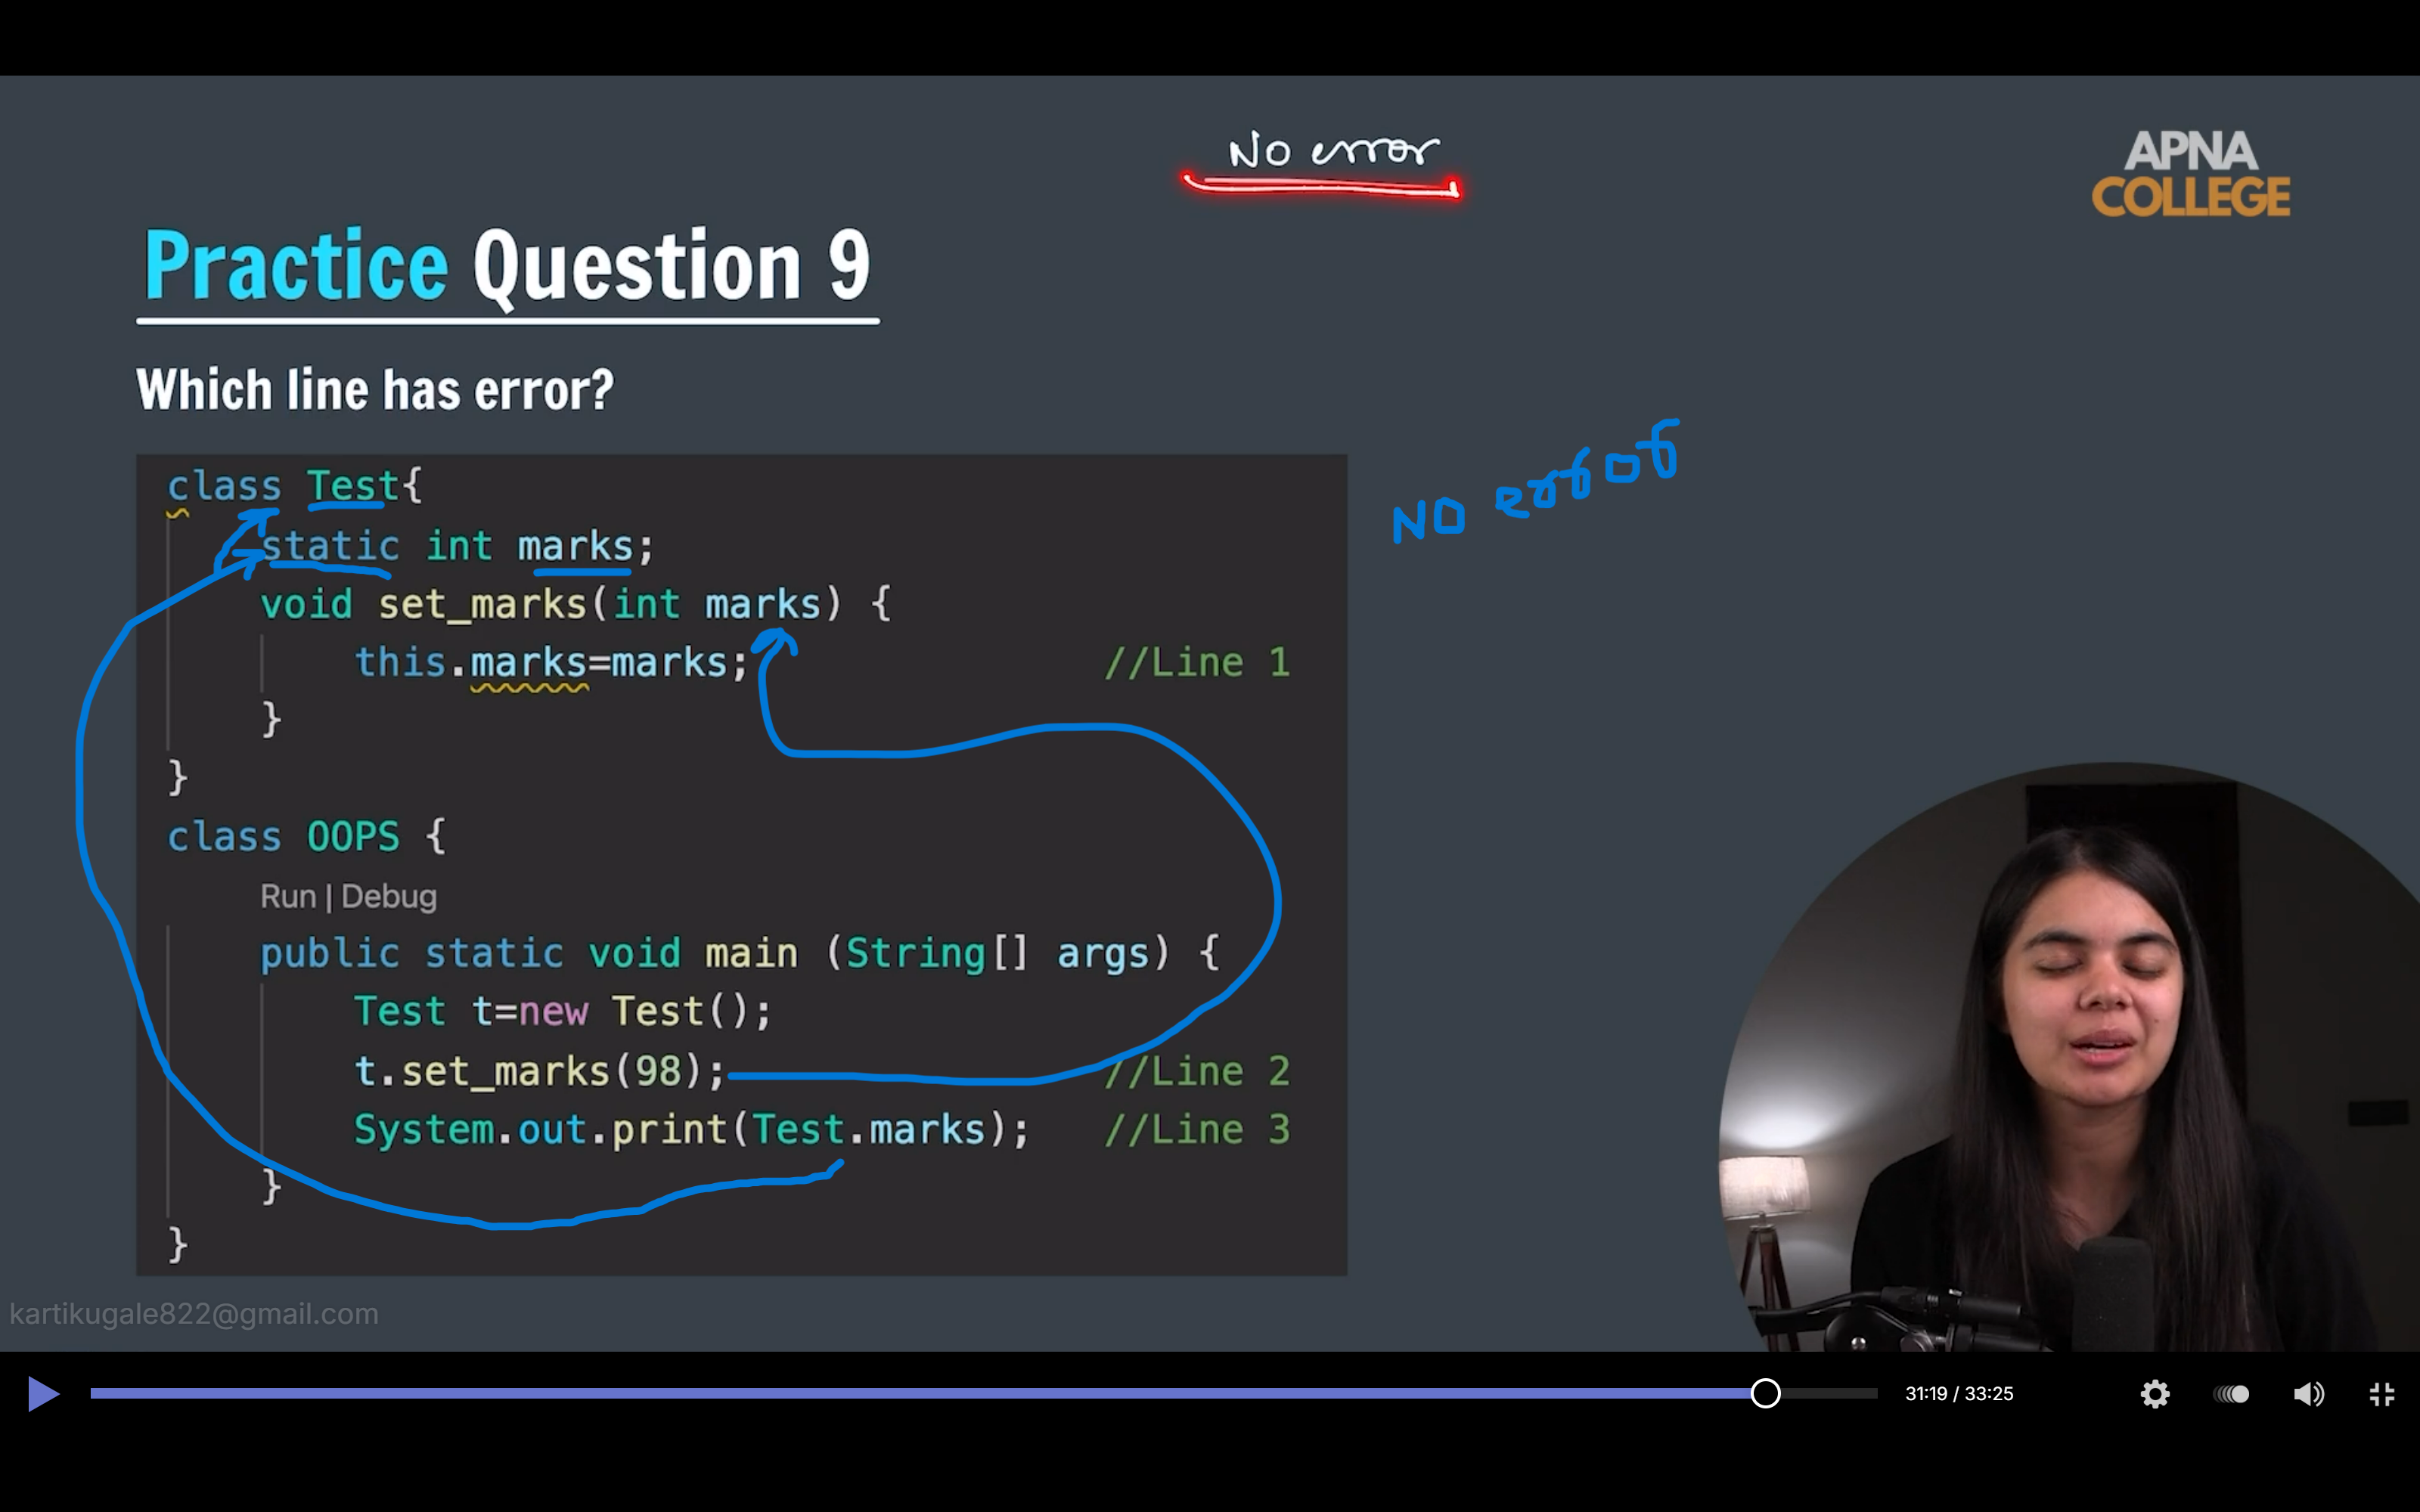 No error
APNA
COLLEGE
Practice Question 9
Which line has error?
class Test{
static int marks;
void set_marks(int marks) {
this.marks=marks; //Line 1
}
}
class OOPS {
Run | Debug
public static void main (String[] args) {
Test t=new Test();
t.set_marks(98); //Line 2
System.out.print(Test.marks); //Line 3
}
}
NO error
kartikugale822@gmail.com
31:19 / 33:25